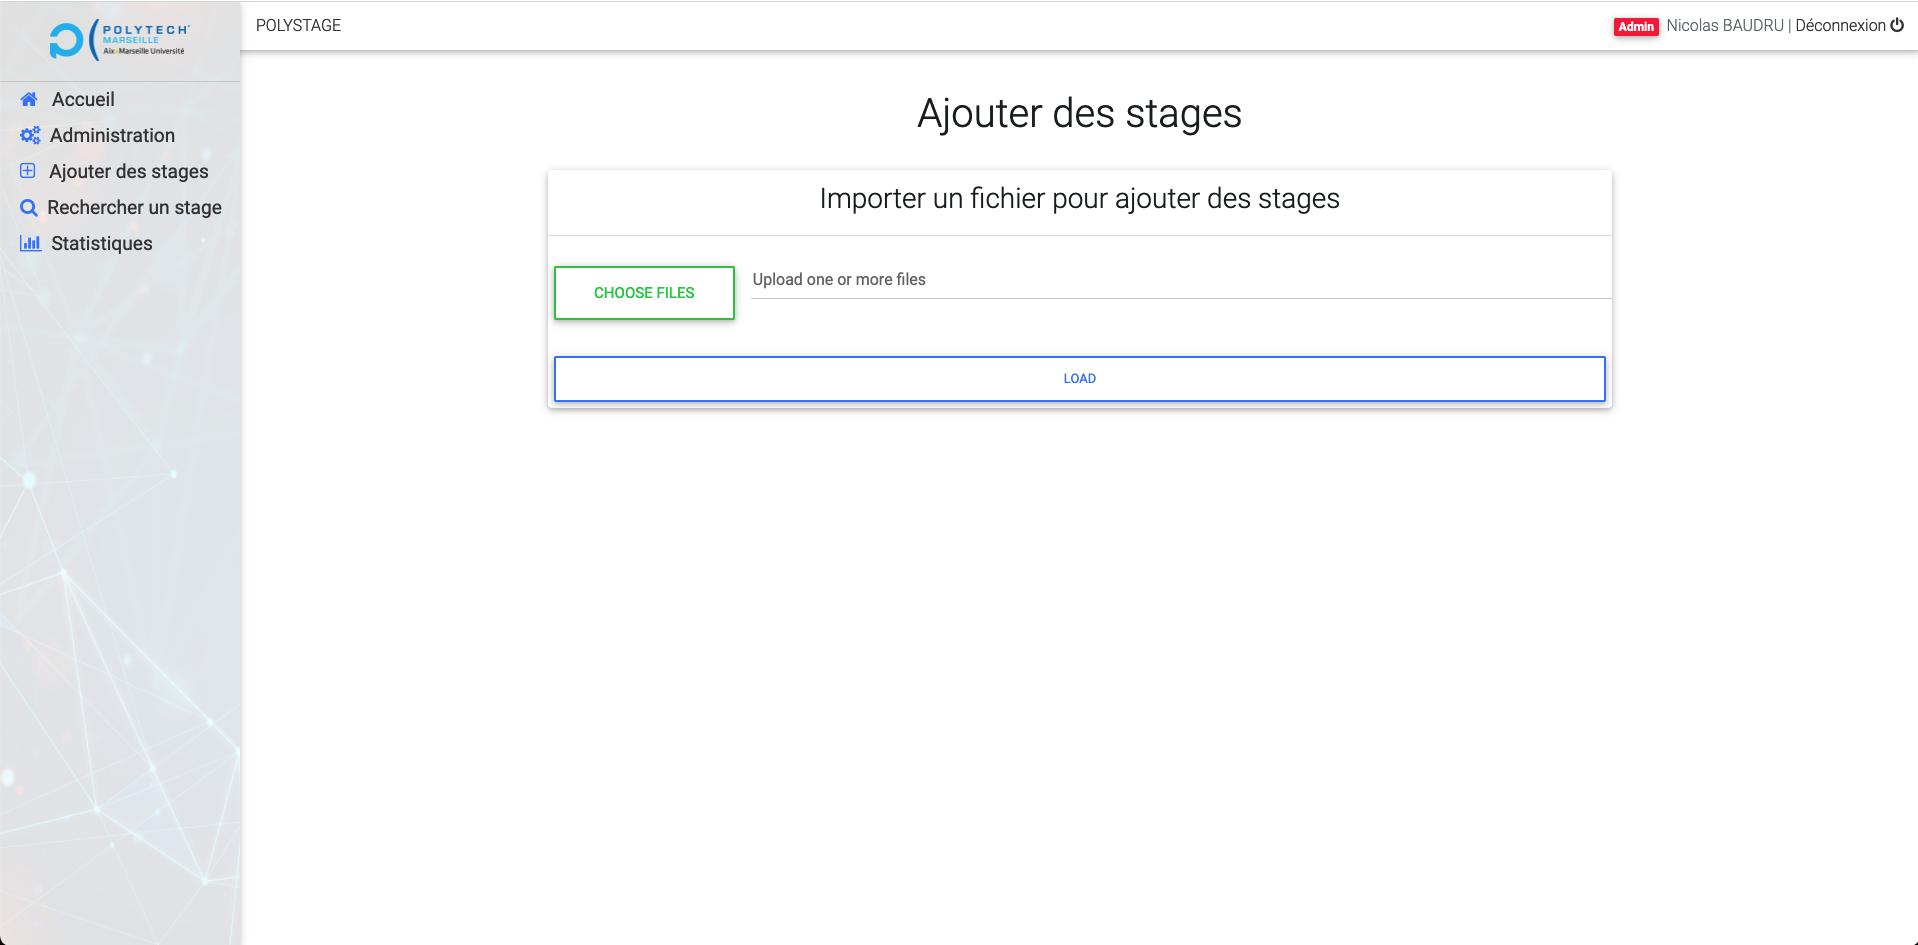 POLYTECH
MARSEILLE
Aix*Marseille Université
POLYSTAGE
Admin Nicolas BAUDRU | Déconnexion
Accueil
Administration
Ajouter des stages
Rechercher un stage
Statistiques
Ajouter des stages
Importer un fichier pour ajouter des stages
CHOOSE FILES
Upload one or more files
LOAD